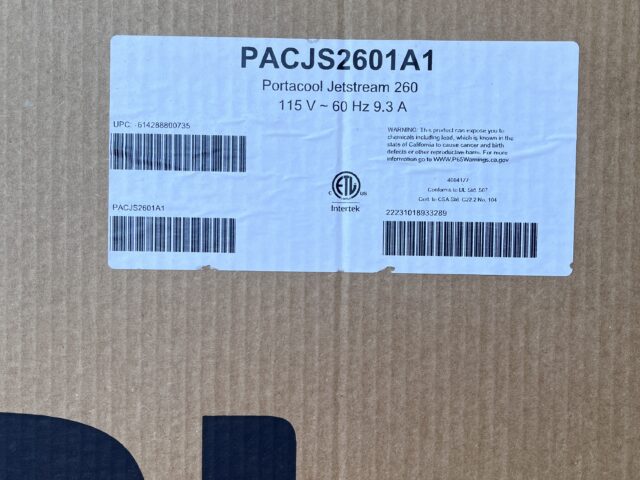 PACJS2601A1
Portacool Jetstream 260
115 V ~ 60 Hz 9.3 A
UPC: 614288800735
WARNING: This product can expose you to
chemicals including lead, which is known in the
state of California to cause cancer and birth
defects or other reproductive harm. For more
information go to WWW.P65Warnings.ca.gov
C ETL US
Intertek
Conforms to UL Std. 507
Cert. to CSA Std. C22.2 No. 104
PACJS2601A1
22231018933289